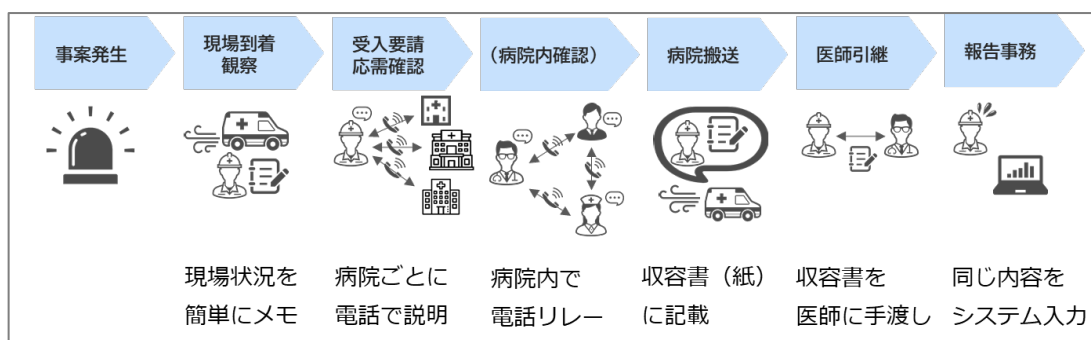 事案発生
現場到着
観察
受入要請
応需確認
(病院内確認)
病院搬送
医師引継
報告事務
現場状況を
簡単にメモ
病院ごとに
電話で説明
病院内で
電話リレー
収容書（紙）
に記載
収容書を
医師に手渡し
同じ内容を
システム入力